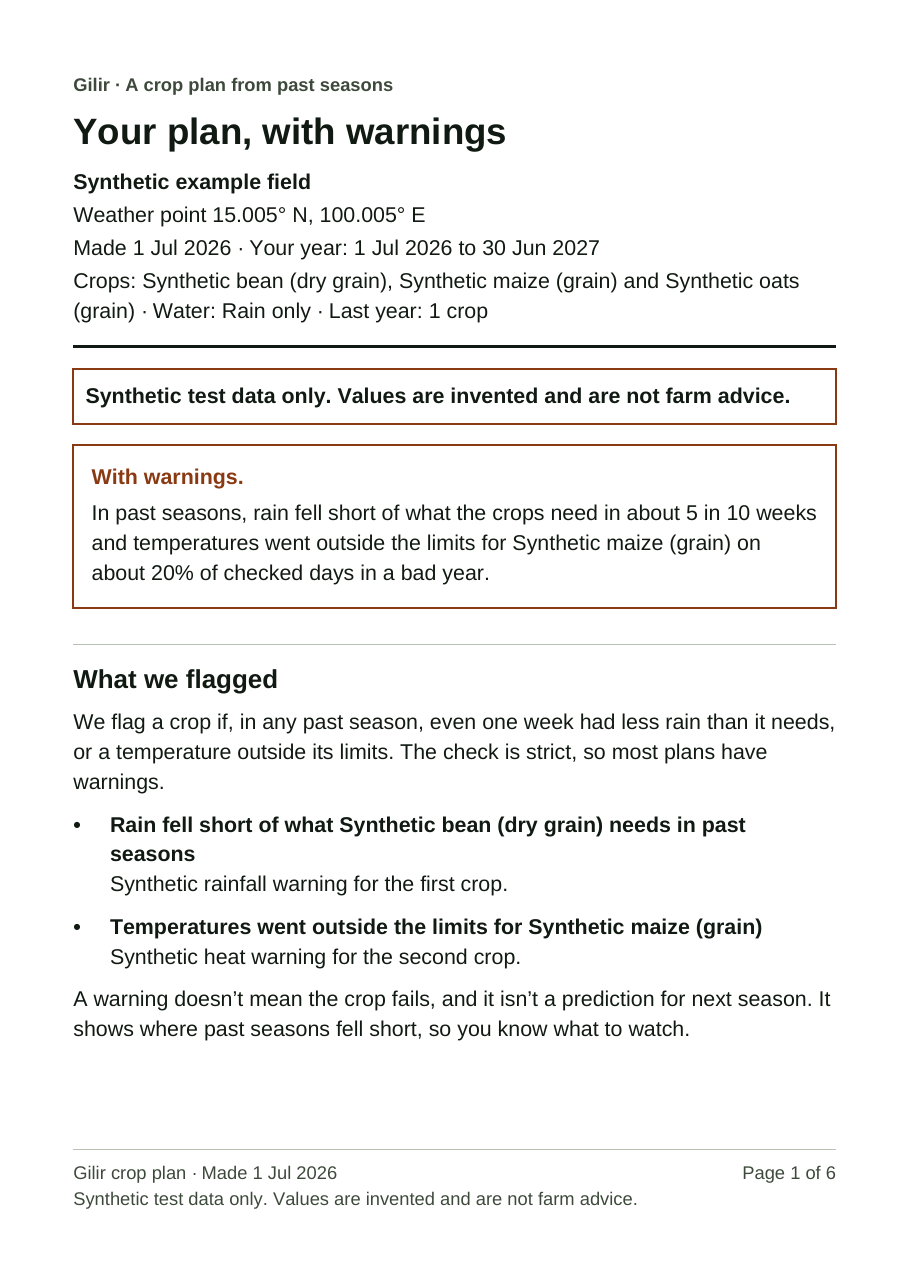 Gilir · A crop plan from past seasons
Your plan, with warnings
Synthetic example field
Weather point 15.005° N, 100.005° E
Made 1 Jul 2026 · Your year: 1 Jul 2026 to 30 Jun 2027
Crops: Synthetic bean (dry grain), Synthetic maize (grain) and Synthetic oats
(grain) · Water: Rain only · Last year: 1 crop
Synthetic test data only. Values are invented and are not farm advice.
With warnings.
In past seasons, rain fell short of what the crops need in about 5 in 10 weeks
and temperatures went outside the limits for Synthetic maize (grain) on
about 20% of checked days in a bad year.
What we flagged
We flag a crop if, in any past season, even one week had less rain than it needs,
or a temperature outside its limits. The check is strict, so most plans have
warnings.
• Rain fell short of what Synthetic bean (dry grain) needs in past
seasons
Synthetic rainfall warning for the first crop.
• Temperatures went outside the limits for Synthetic maize (grain)
Synthetic heat warning for the second crop.
A warning doesn’t mean the crop fails, and it isn’t a prediction for next season. It
shows where past seasons fell short, so you know what to watch.
Gilir crop plan · Made 1 Jul 2026 Page 1 of 6
Synthetic test data only. Values are invented and are not farm advice.